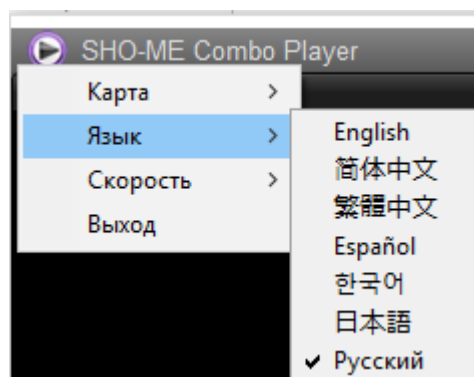 SHO-ME Combo Player
Карта
Язык
Скорость
Выход
English
简体中文
繁體中文
Español
한국어
日本語
Русский